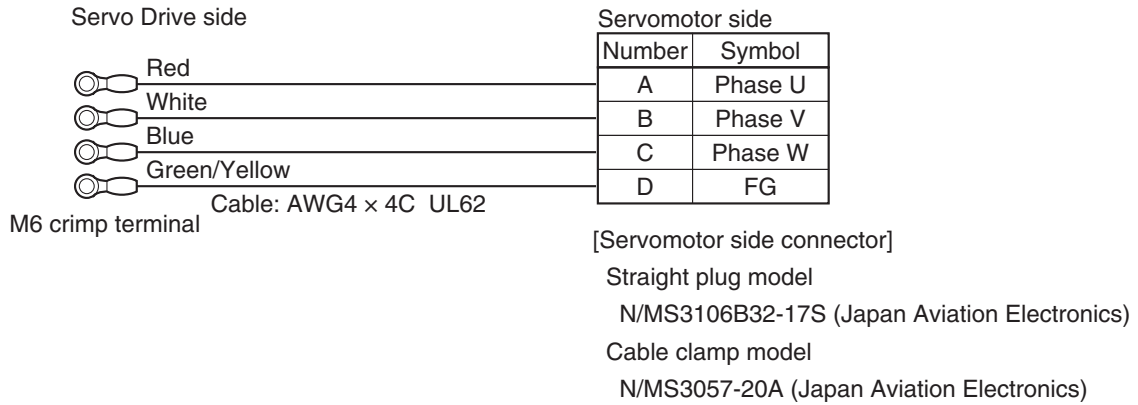 Servo Drive side
Servomotor side
Number Symbol
Red
A Phase U
White
B Phase V
Blue
C Phase W
Green/Yellow
D FG
Cable: AWG4 × 4C UL62
M6 crimp terminal
[Servomotor side connector]
Straight plug model
N/MS3106B32-17S (Japan Aviation Electronics)
Cable clamp model
N/MS3057-20A (Japan Aviation Electronics)